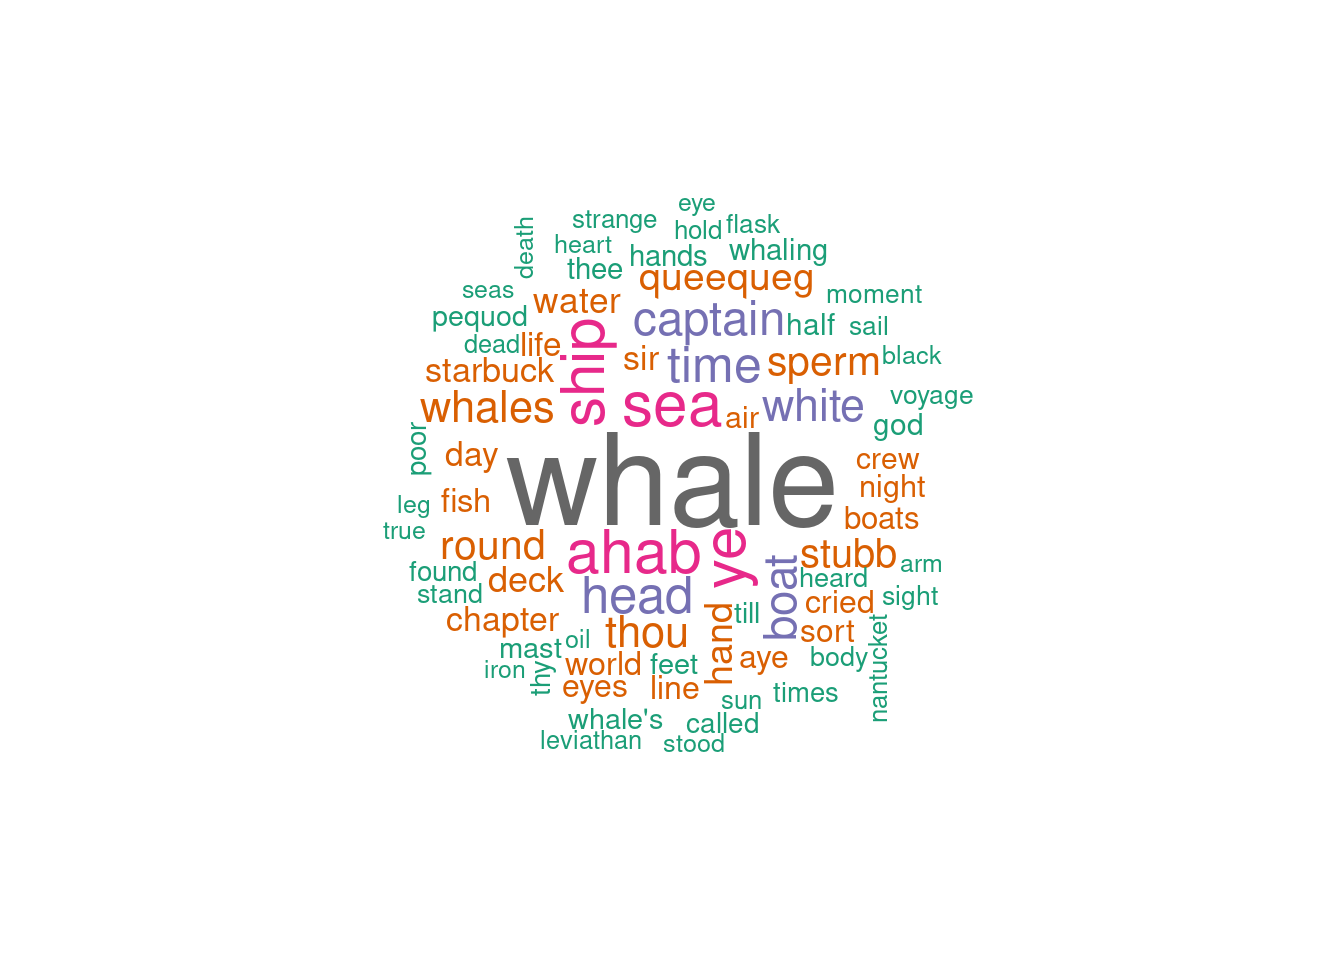 eye
strange
hold
flask
death
heart
hands
whaling
thee
queequeg
seas
water
moment
pequod
captain
half
sail
ship
dead
life
sir
time
sperm
black
starbuck
whales
sea
air
white
voyage
god
poor
day
whale
crew
fish
night
leg
boats
true
round
ahab
ye
stubb
arm
found
deck
head
boat
heard
stand
cried
sight
chapter
thou
hand
till
sort
mast
oil
nantucket
iron
thy
world
feet
aye
body
eyes
line
sun
times
whale's
called
leviathan
stood